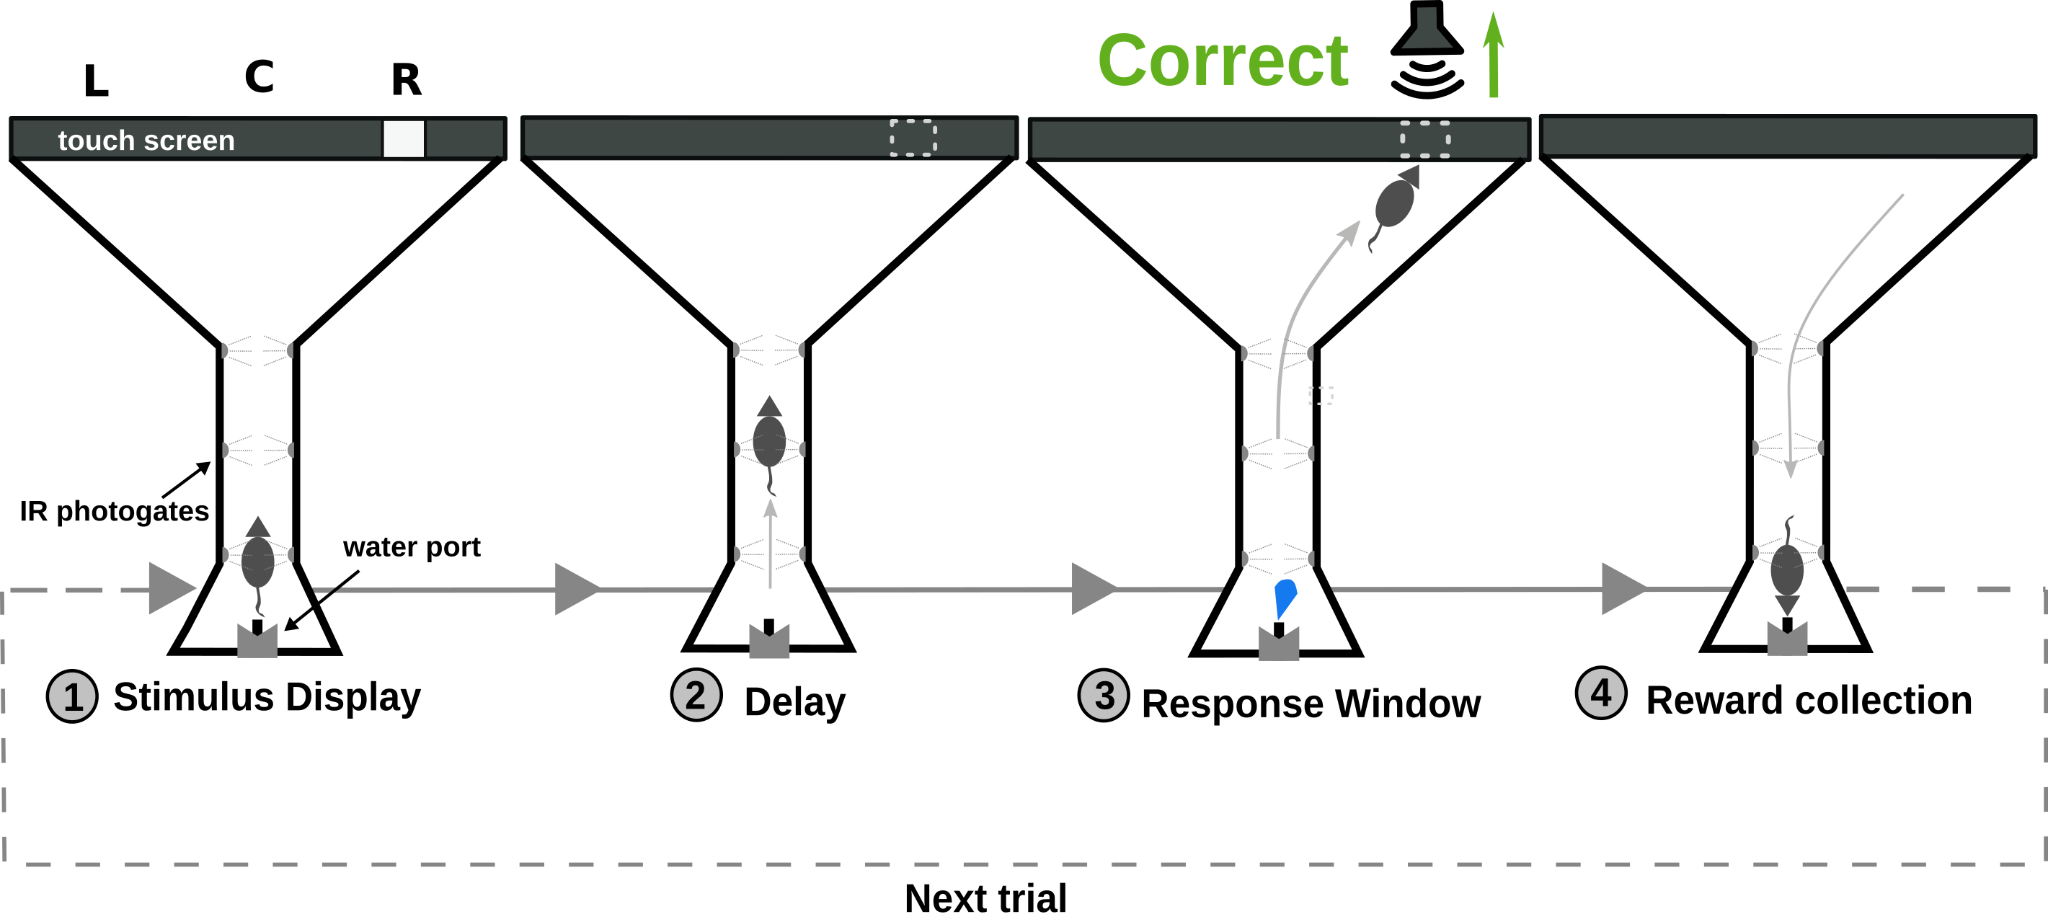 L C R
Correct
touch screen
IR photogates
water port
1 Stimulus Display
2 Delay
3 Response Window
4 Reward collection
Next trial